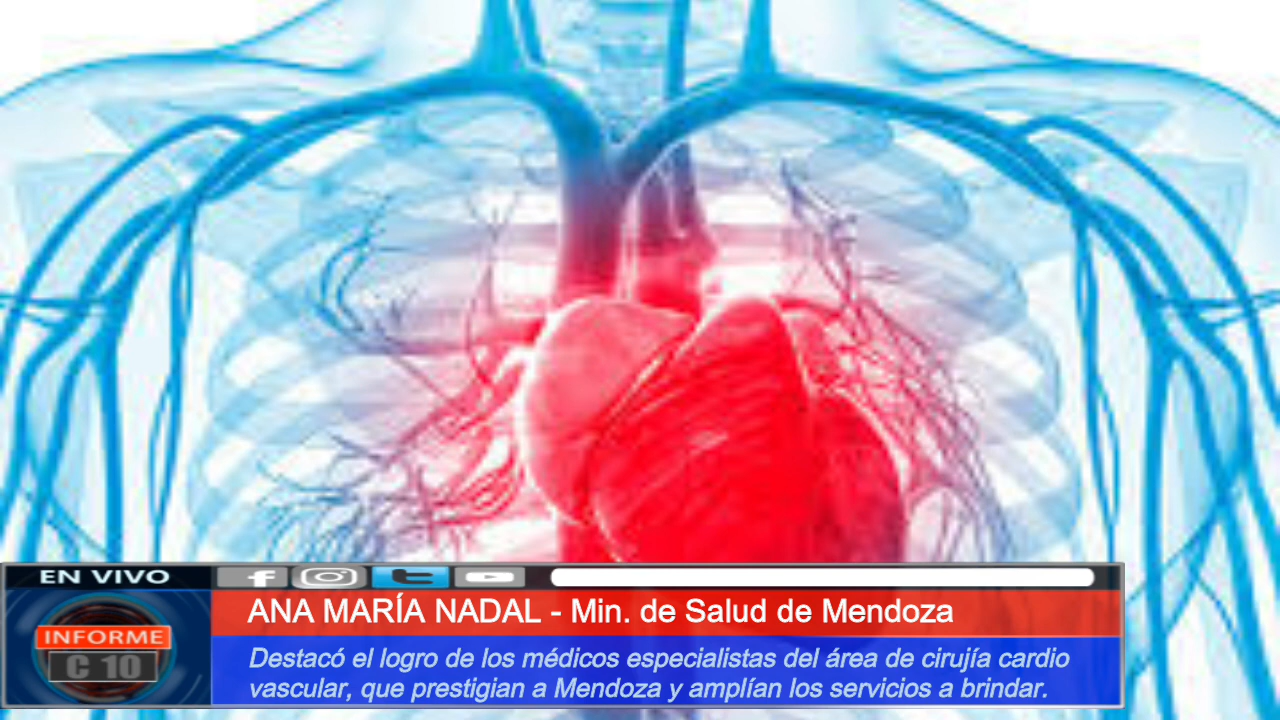 EN VIVO
ANA MARÍA NADAL - Min. de Salud de Mendoza
INFORME
C 10
Destacó el logro de los médicos especialistas del área de cirujía cardio
vascular, que prestigian a Mendoza y amplían los servicios a brindar.